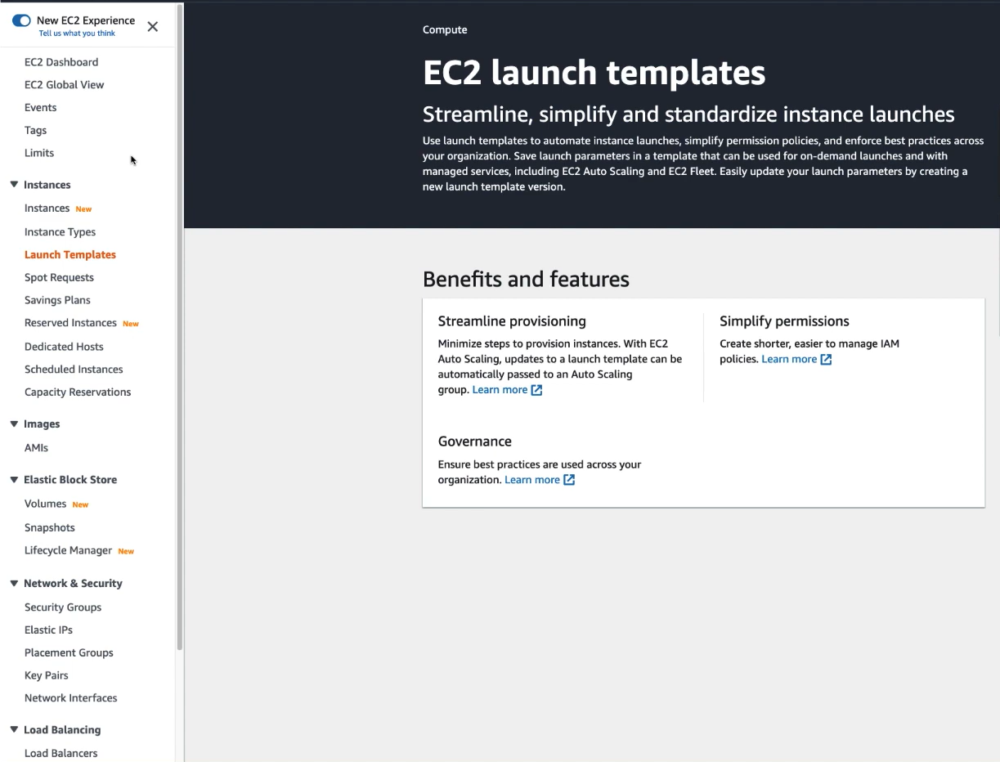 New EC2 Experience
Tell us what you think
EC2 Dashboard
EC2 Global View
Events
Tags
Limits
Instances
Instances New
Instance Types
Launch Templates
Spot Requests
Savings Plans
Reserved Instances New
Dedicated Hosts
Scheduled Instances
Capacity Reservations
Images
AMIs
Elastic Block Store
Volumes New
Snapshots
Lifecycle Manager New
Network & Security
Security Groups
Elastic IPs
Placement Groups
Key Pairs
Network Interfaces
Load Balancing
Load Balancers
Compute
EC2 launch templates
Streamline, simplify and standardize instance launches
Use launch templates to automate instance launches, simplify permission policies, and enforce best practices across
your organization. Save launch parameters in a template that can be used for on-demand launches and with
managed services, including EC2 Auto Scaling and EC2 Fleet. Easily update your launch parameters by creating a
new launch template version.
Benefits and features
Streamline provisioning
Minimize steps to provision instances. With EC2
Auto Scaling, updates to a launch template can be
automatically passed to an Auto Scaling
group. Learn more
Simplify permissions
Create shorter, easier to manage IAM
policies. Learn more
Governance
Ensure best practices are used across your
organization. Learn more